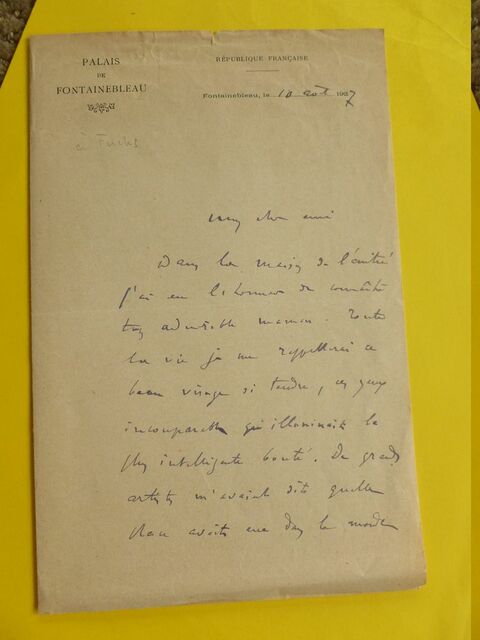 PALAIS
DE
FONTAINEBLEAU
RÉPUBLIQUE FRANÇAISE
Fontainebleau, le 10 août 1907
à Fuchs
Mon cher ami
Dans la maison de l'amitié
j'ai eu l'honneur de connaître
ton admirable maman. Toute
la vie je me rappellerai ce
beau visage si tendre, ces yeux
incomparables qu'illuminait la
plus intelligente bonté. De grands
artistes m'avaient dit quelle
place avait eue dans le monde